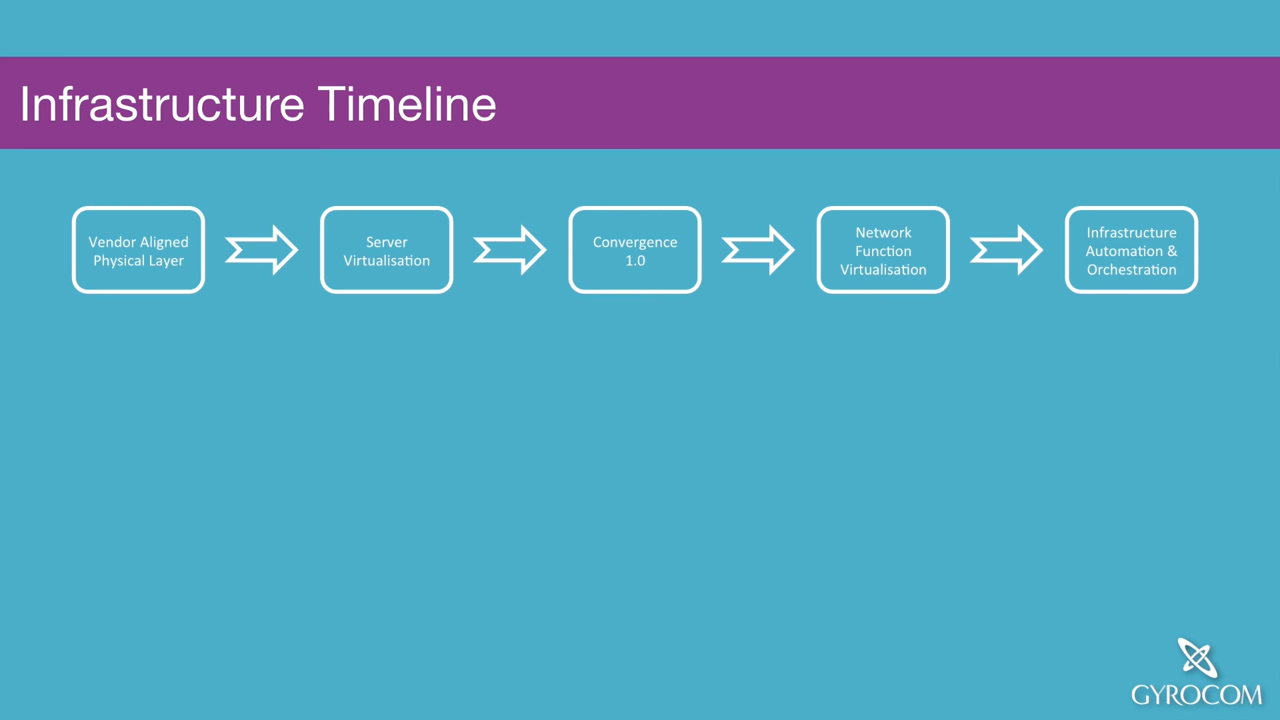 Infrastructure Timeline
Vendor Aligned
Physical Layer
Server
Virtualisation
Convergence
1.0
Network
Function
Virtualisation
Infrastructure
Automation &
Orchestration
GYROCOM